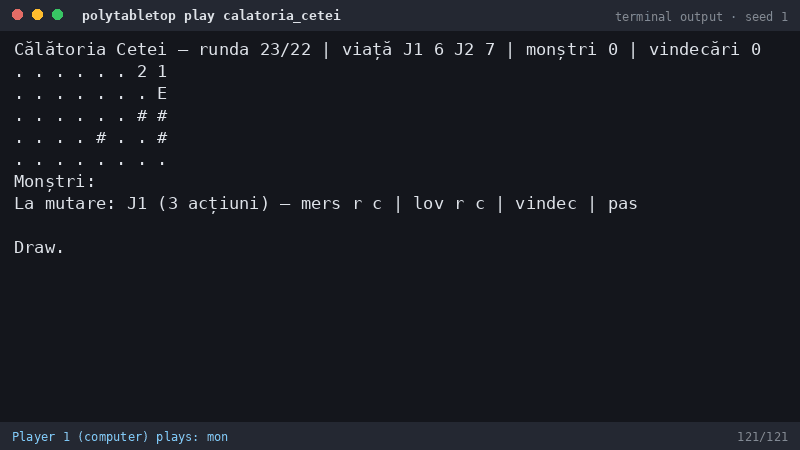 polytabletop play calatoria_cetei
terminal output · seed 1
Călătoria Cetei — runda 23/22 | viață J1 6 J2 7 | monștri 0 | vindecări 0
. . . . . . 2 1
. . . . . . . E
. . . . . . # #
. . . . # . . #
. . . . . . . .
Monștri:
La mutare: J1 (3 acțiuni) — mers r c | lov r c | vindec | pas
Draw.
Player 1 (computer) plays: mon
121/121